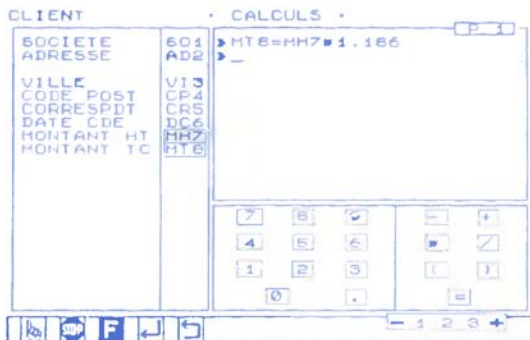 CLIENT · CALCULS ·
P 1
SOCIETE SO1
ADRESSE AD2
VILLE VI3
CODE POST CP4
CORRESPDT CR5
DATE CDE DC6
MONTANT HT MH7
MONTANT TC MT8
>MT8=MH7*1.186
>_
7 8 9 - +
4 5 6 * /
1 2 3 ( )
0 . =
STOP F
- 1 2 3 +